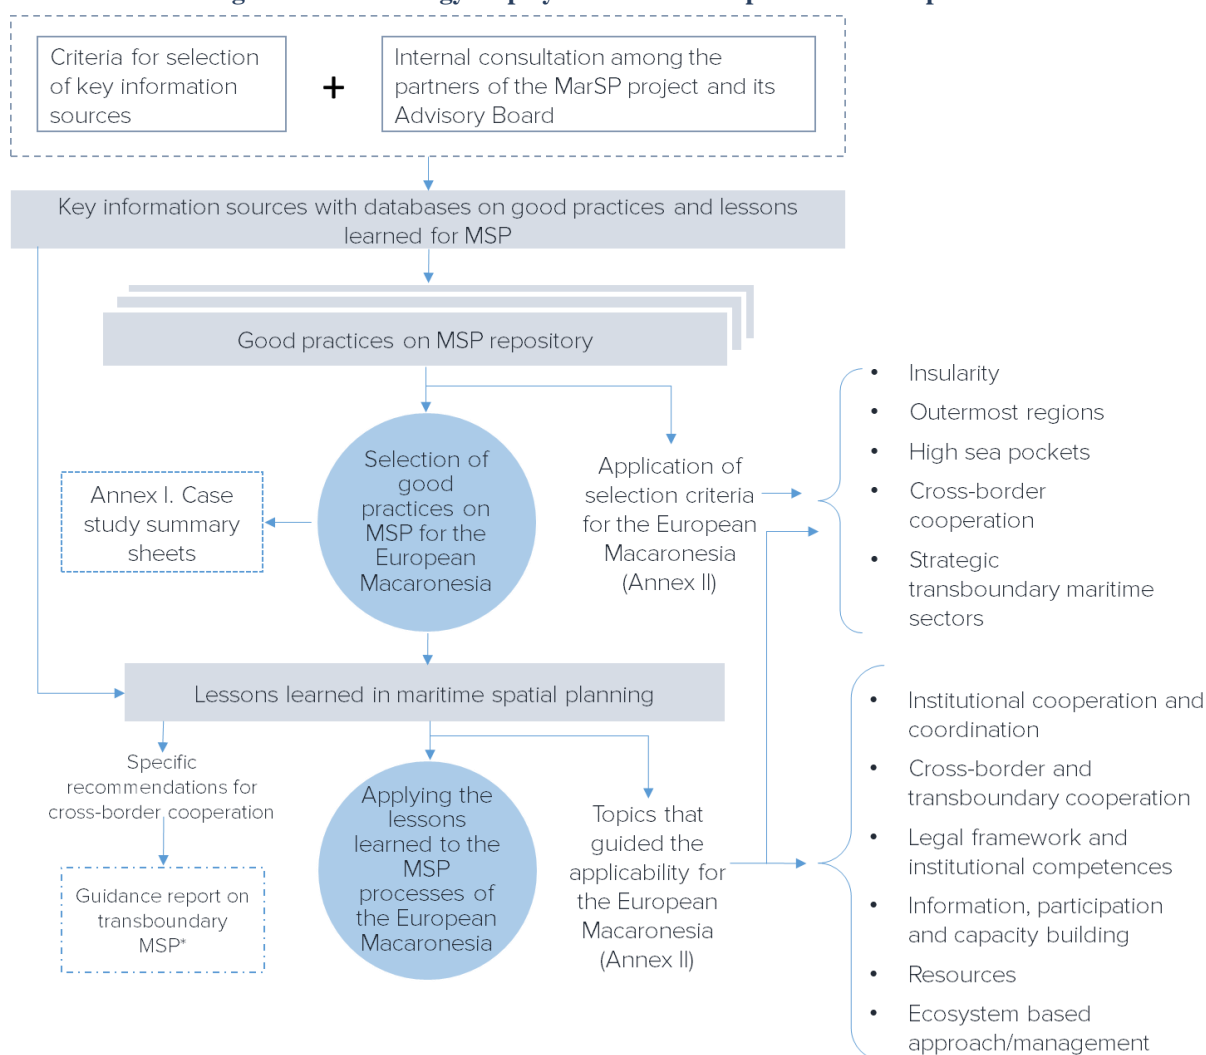 Criteria for selection
of key information
sources
+
Internal consultation among the
partners of the MarSP project and its
Advisory Board
Key information sources with databases on good practices and lessons
learned for MSP
Good practices on MSP repository
Selection of
good
practices on
MSP for the
European
Macaronesia
Annex I. Case
study summary
sheets
Application of
selection criteria
for the European
Macaronesia
(Annex II)
• Insularity
• Outermost regions
• High sea pockets
• Cross-border
cooperation
• Strategic
transboundary maritime
sectors
Lessons learned in maritime spatial planning
Specific
recommendations for
cross-border cooperation
Guidance report on
transboundary
MSP*
Applying the
lessons
learned to the
MSP
processes of
the European
Macaronesia
Topics that
guided the
applicability for
the European
Macaronesia
(Annex II)
• Institutional cooperation and
coordination
• Cross-border and
transboundary cooperation
• Legal framework and
institutional competences
• Information, participation
and capacity building
• Resources
• Ecosystem based
approach/management